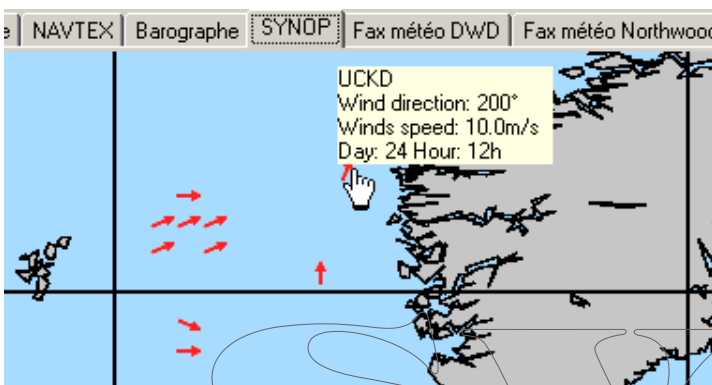 e NAVTEX Barographe SYNOP Fax météo DWD Fax météo Northwood
UCKD
Wind direction: 200°
Winds speed: 10.0m/s
Day: 24 Hour: 12h